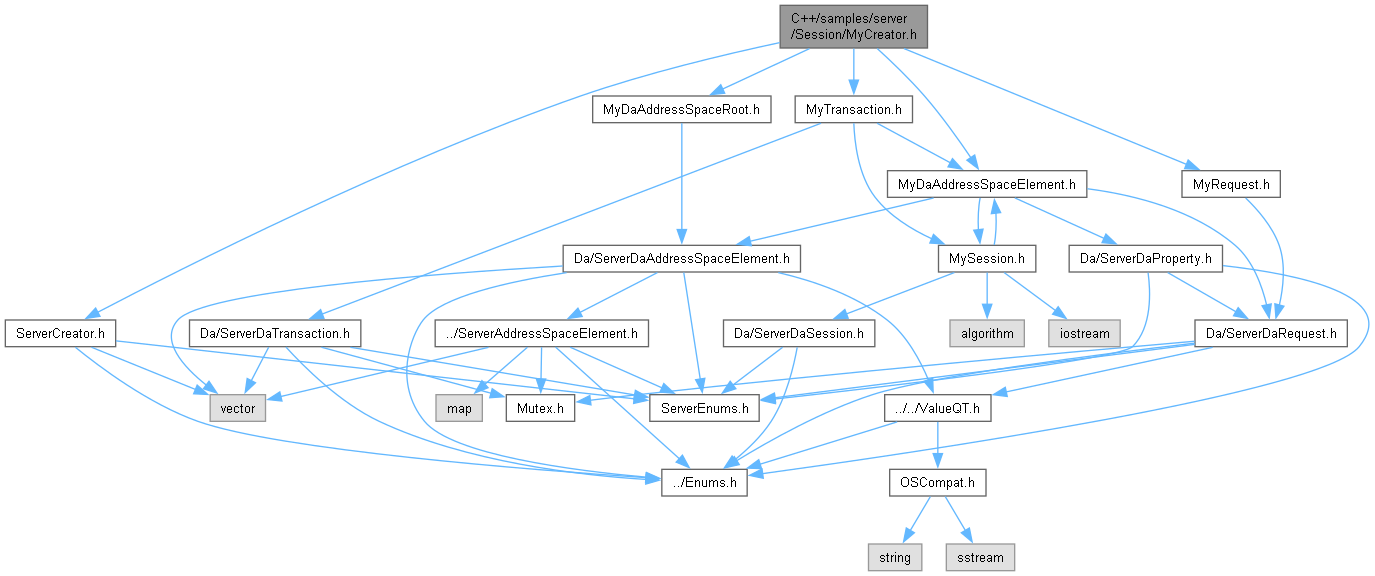 C++/samples/server
/Session/MyCreator.h
MyDaAddressSpaceRoot.h
MyTransaction.h
MyDaAddressSpaceElement.h
MyRequest.h
Da/ServerDaAddressSpaceElement.h
MySession.h
Da/ServerDaProperty.h
ServerCreator.h
Da/ServerDaTransaction.h
../ServerAddressSpaceElement.h
Da/ServerDaSession.h
algorithm
iostream
Da/ServerDaRequest.h
vector
map
Mutex.h
ServerEnums.h
../../ValueQT.h
../Enums.h
OSCompat.h
string
sstream